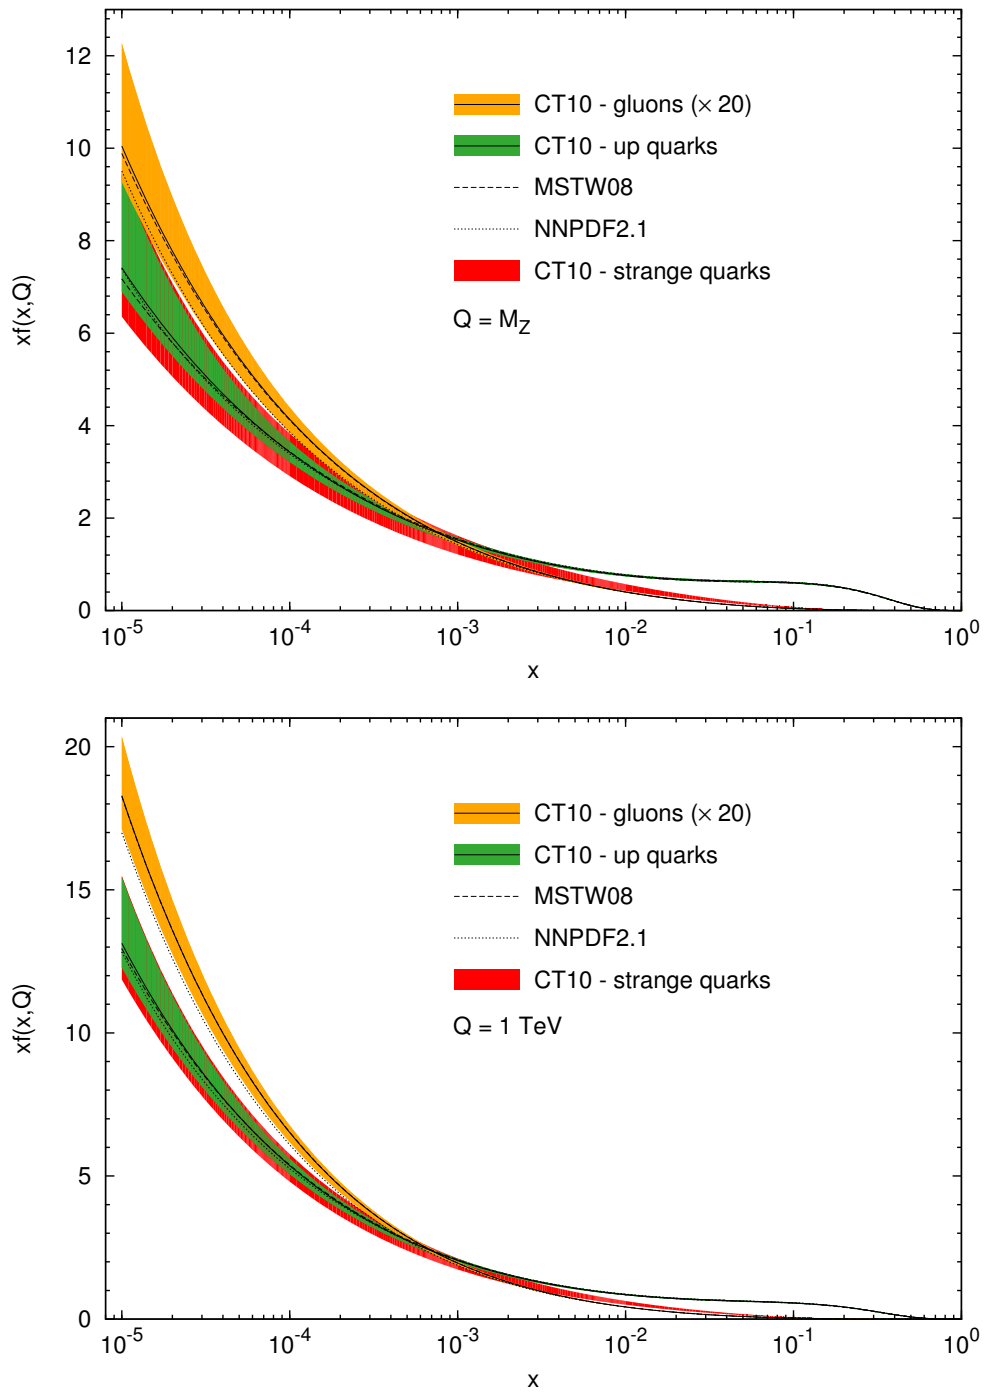 12
10
8
6
4
2
0
xf(x,Q)
CT10 - gluons (× 20)
CT10 - up quarks
MSTW08
NNPDF2.1
CT10 - strange quarks
Q = M_Z
10^-5 10^-4 10^-3 10^-2 10^-1 10^0
x
20
15
10
5
0
xf(x,Q)
CT10 - gluons (× 20)
CT10 - up quarks
MSTW08
NNPDF2.1
CT10 - strange quarks
Q = 1 TeV
10^-5 10^-4 10^-3 10^-2 10^-1 10^0
x